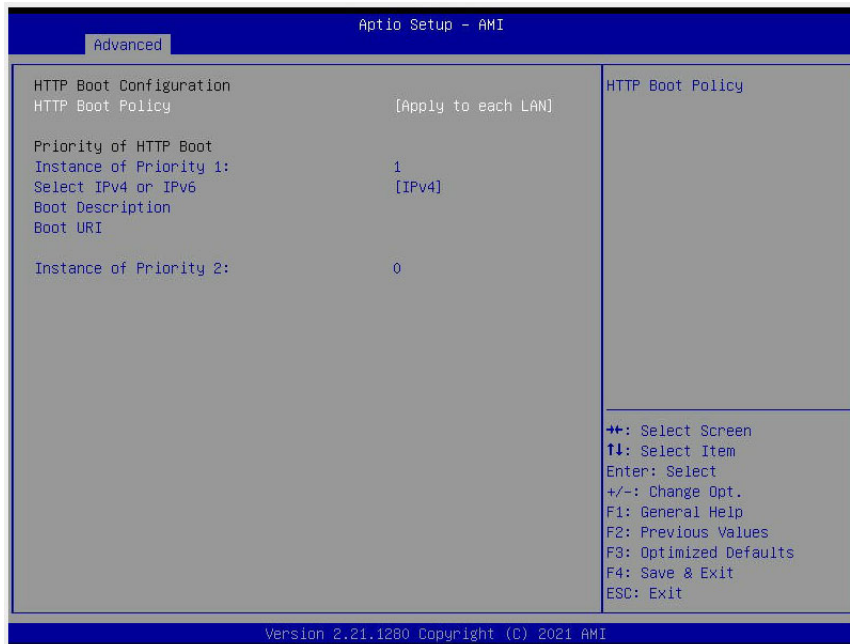 Aptio Setup – AMI
Advanced
HTTP Boot Configuration
HTTP Boot Policy [Apply to each LAN]
Priority of HTTP Boot
Instance of Priority 1: 1
Select IPv4 or IPv6 [IPv4]
Boot Description
Boot URI
Instance of Priority 2: 0
HTTP Boot Policy
→←: Select Screen
↑↓: Select Item
Enter: Select
+/-: Change Opt.
F1: General Help
F2: Previous Values
F3: Optimized Defaults
F4: Save & Exit
ESC: Exit
Version 2.21.1280 Copyright (C) 2021 AMI